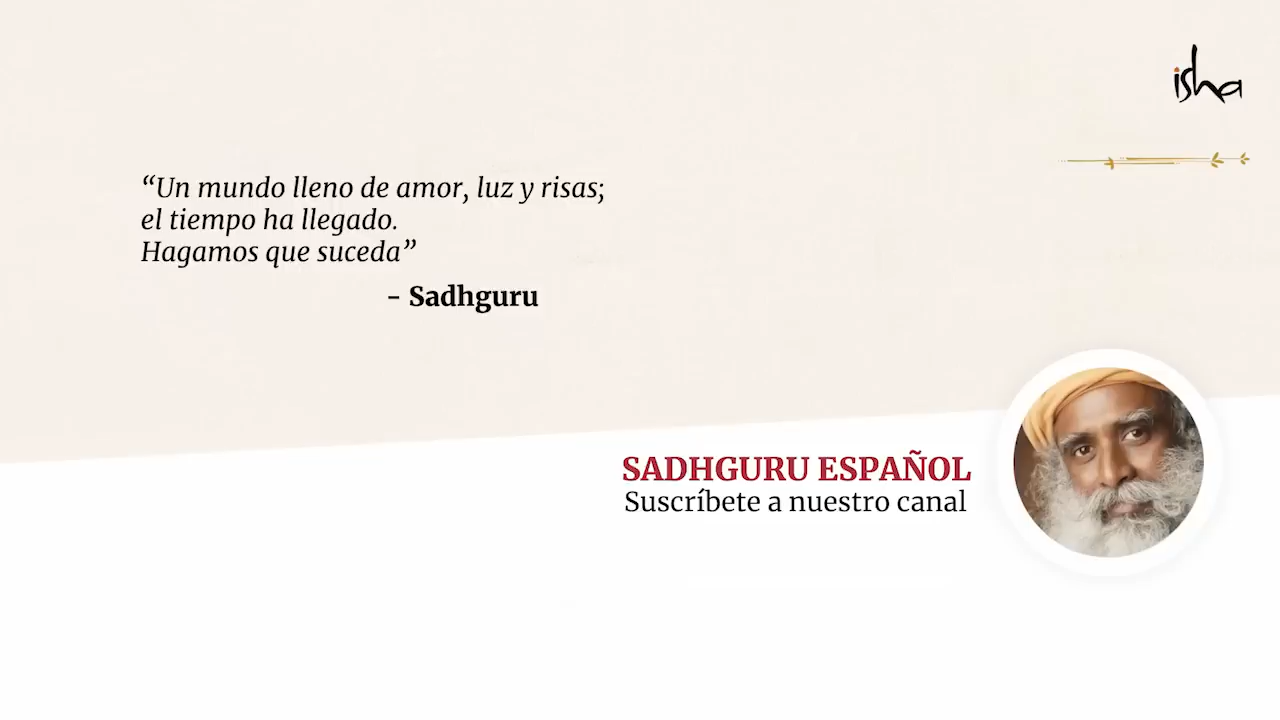 isha
“Un mundo lleno de amor, luz y risas;
el tiempo ha llegado.
Hagamos que suceda”
- Sadhguru
SADHGURU ESPAÑOL
Suscríbete a nuestro canal